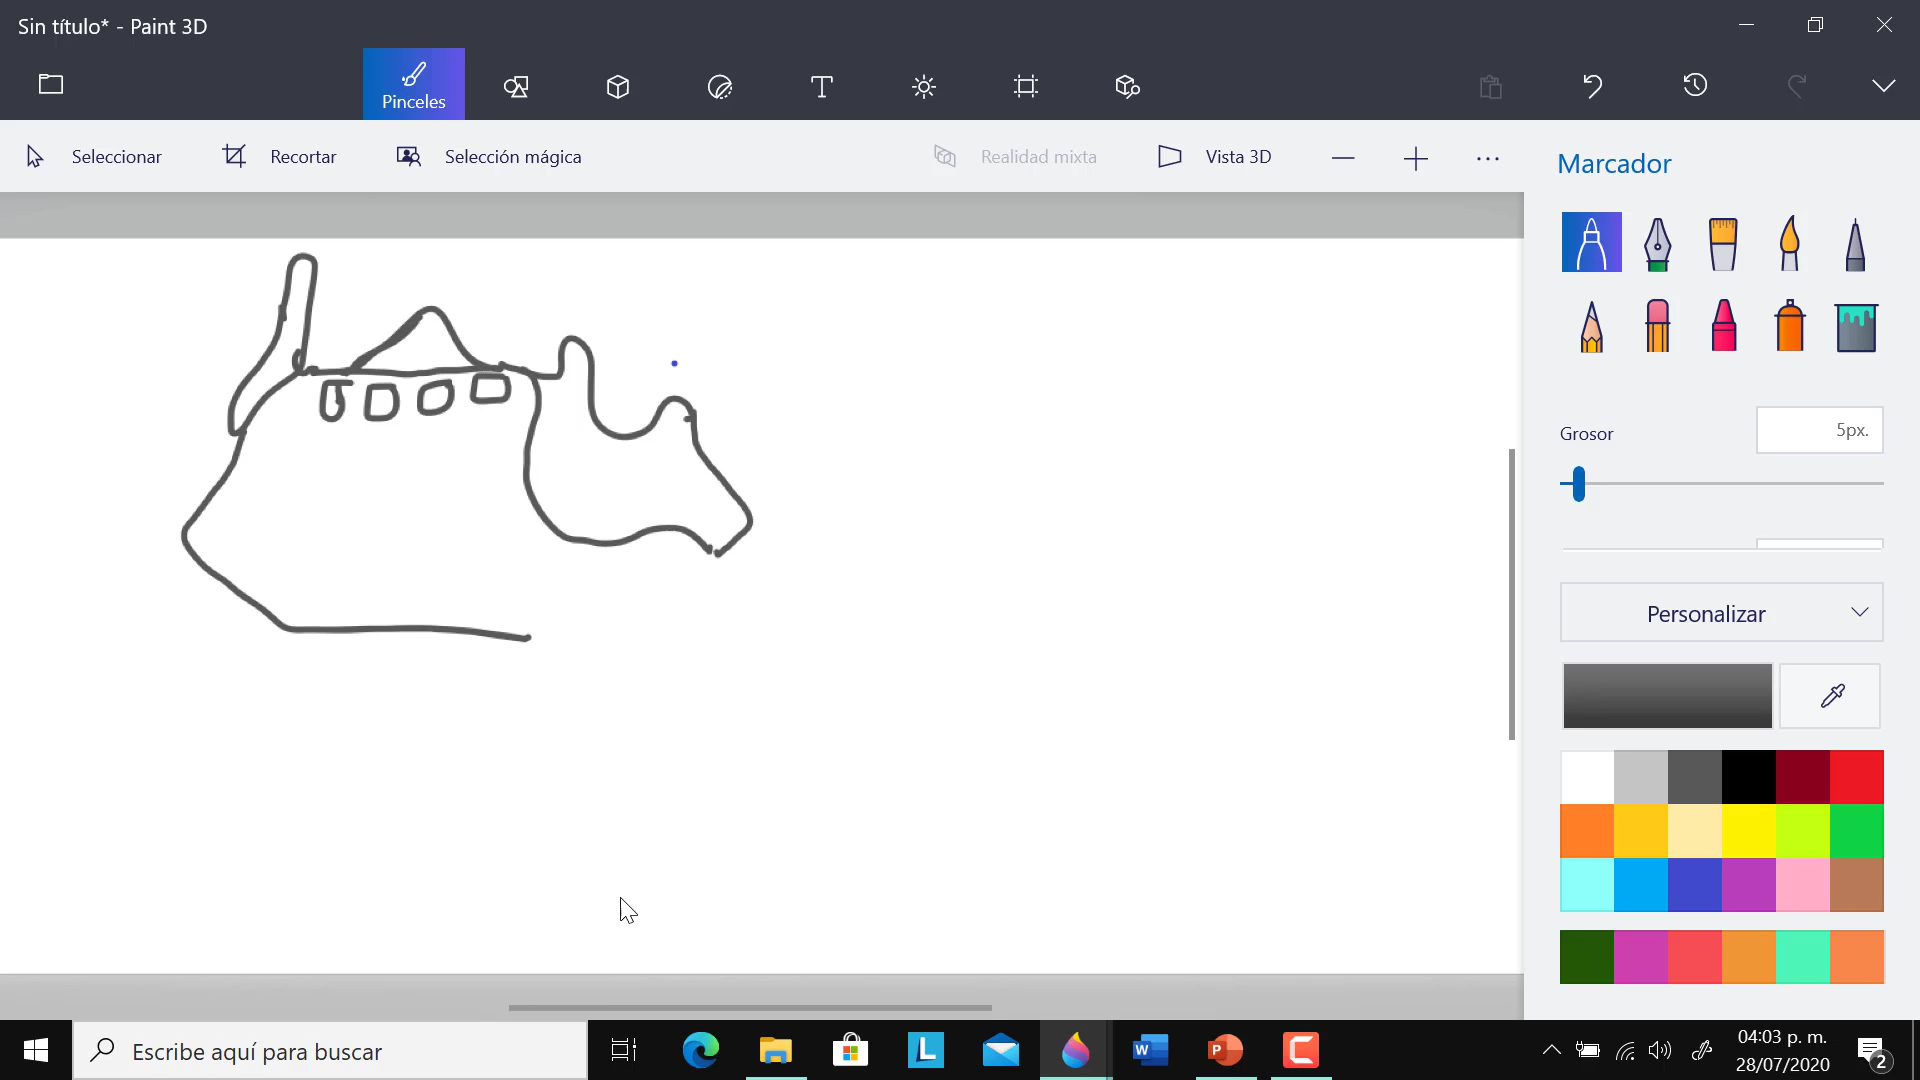 Sin título* - Paint 3D
Pinceles
Seleccionar
Recortar
Selección mágica
Realidad mixta
Vista 3D
Marcador
Grosor
5px.
Personalizar
Escribe aquí para buscar
L
W
P
04:03 p. m.
28/07/2020
2